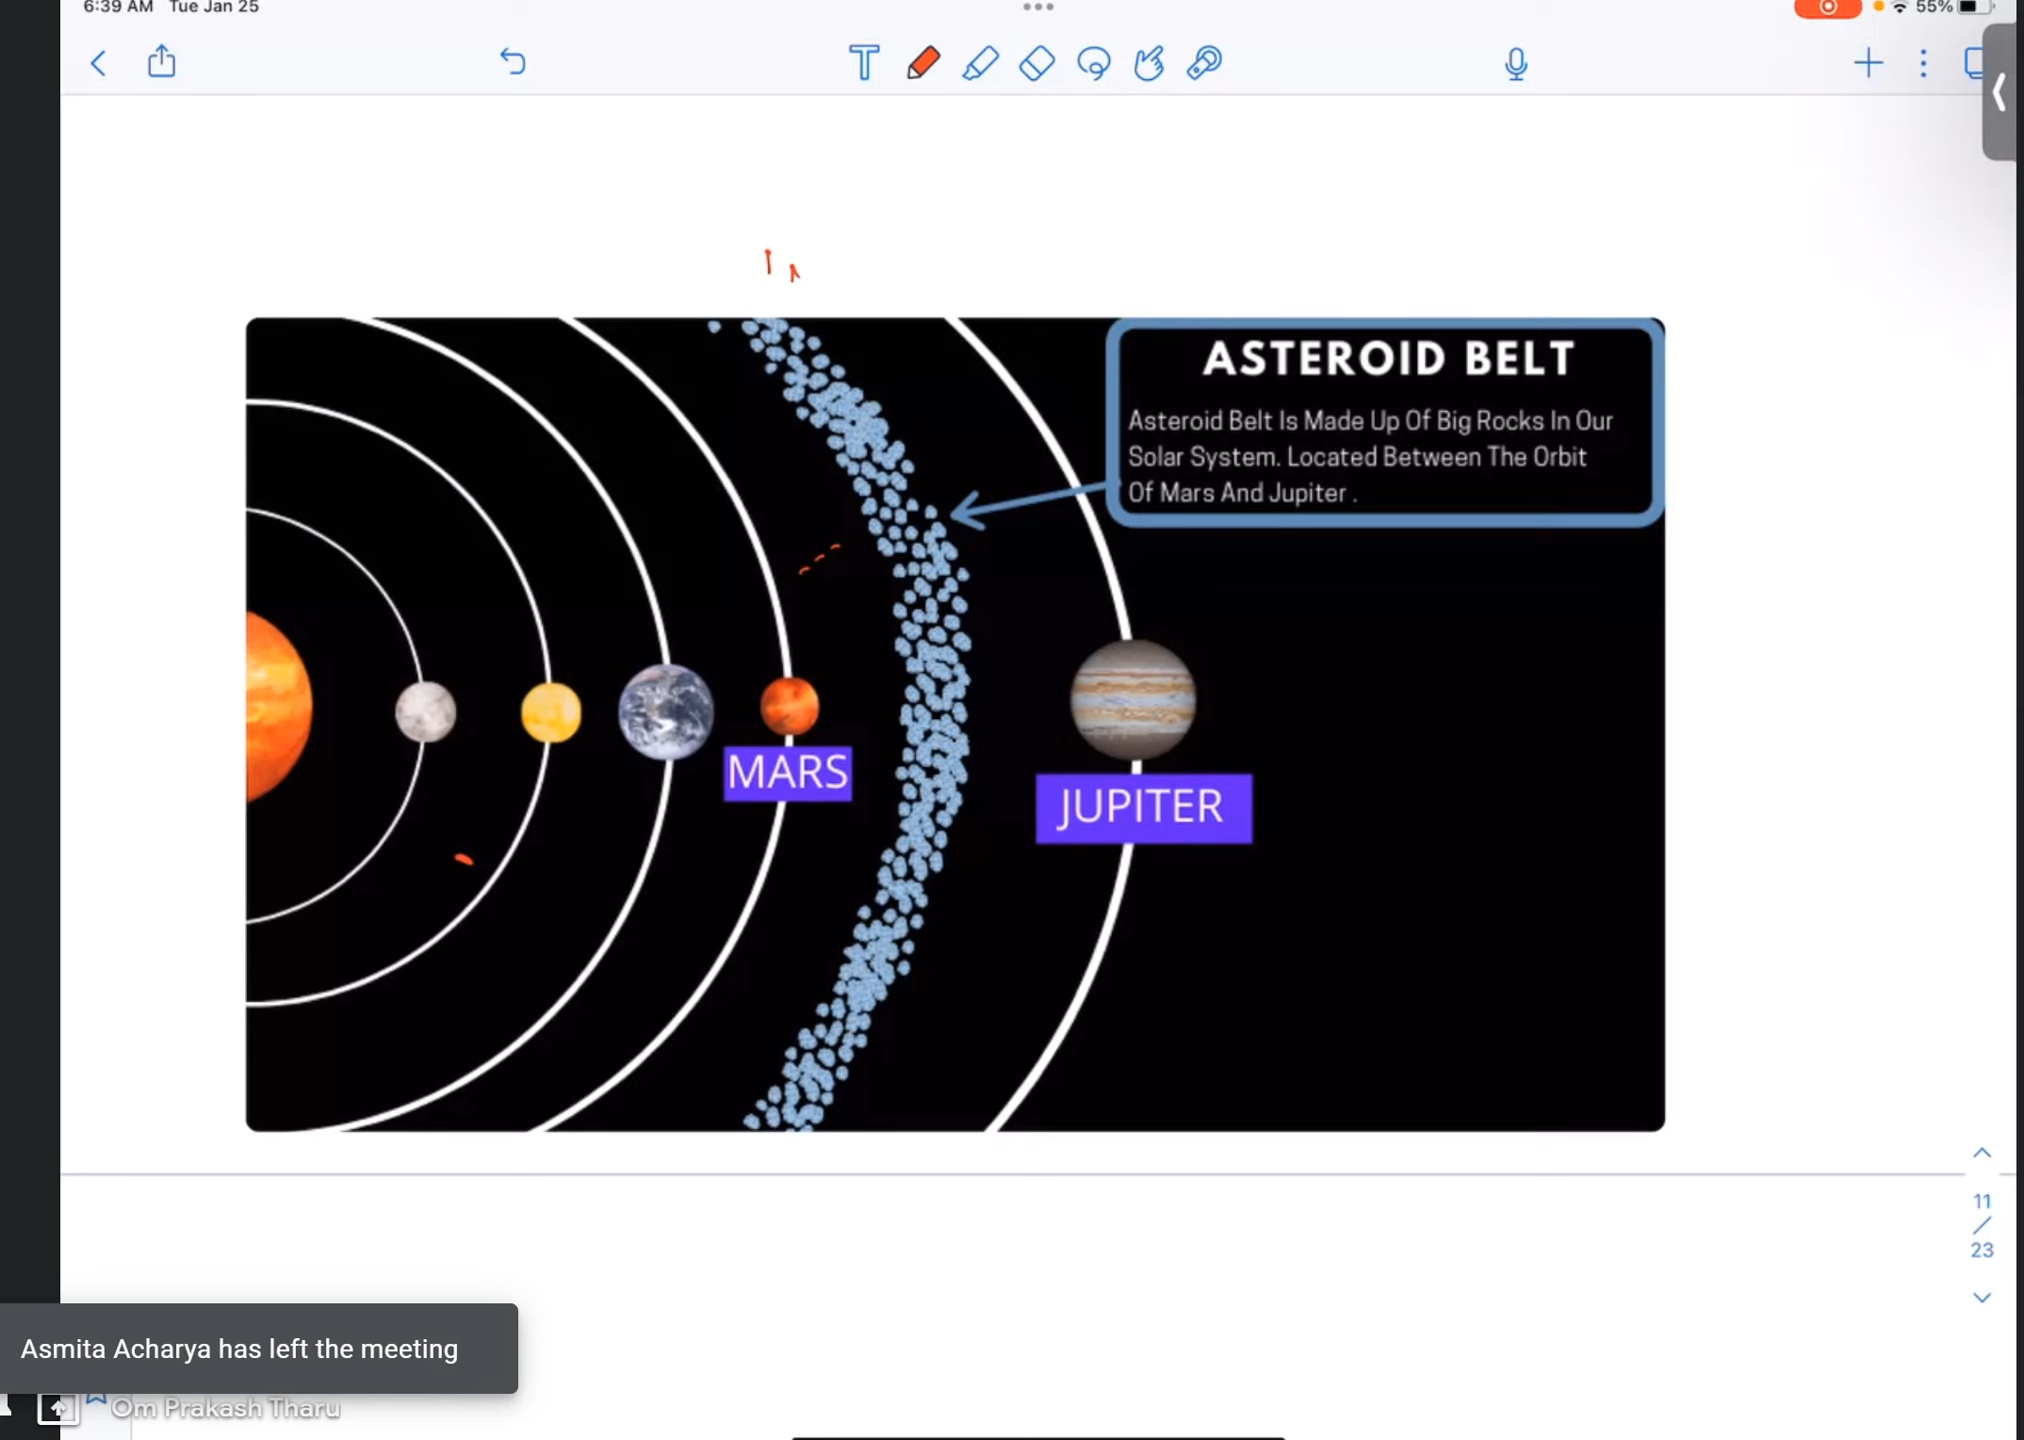 6:39 AM Tue Jan 25
55%
T
ASTEROID BELT
Asteroid Belt Is Made Up Of Big Rocks In Our
Solar System. Located Between The Orbit
Of Mars And Jupiter .
MARS
JUPITER
11
/
23
Asmita Acharya has left the meeting
Om Prakash Tharu